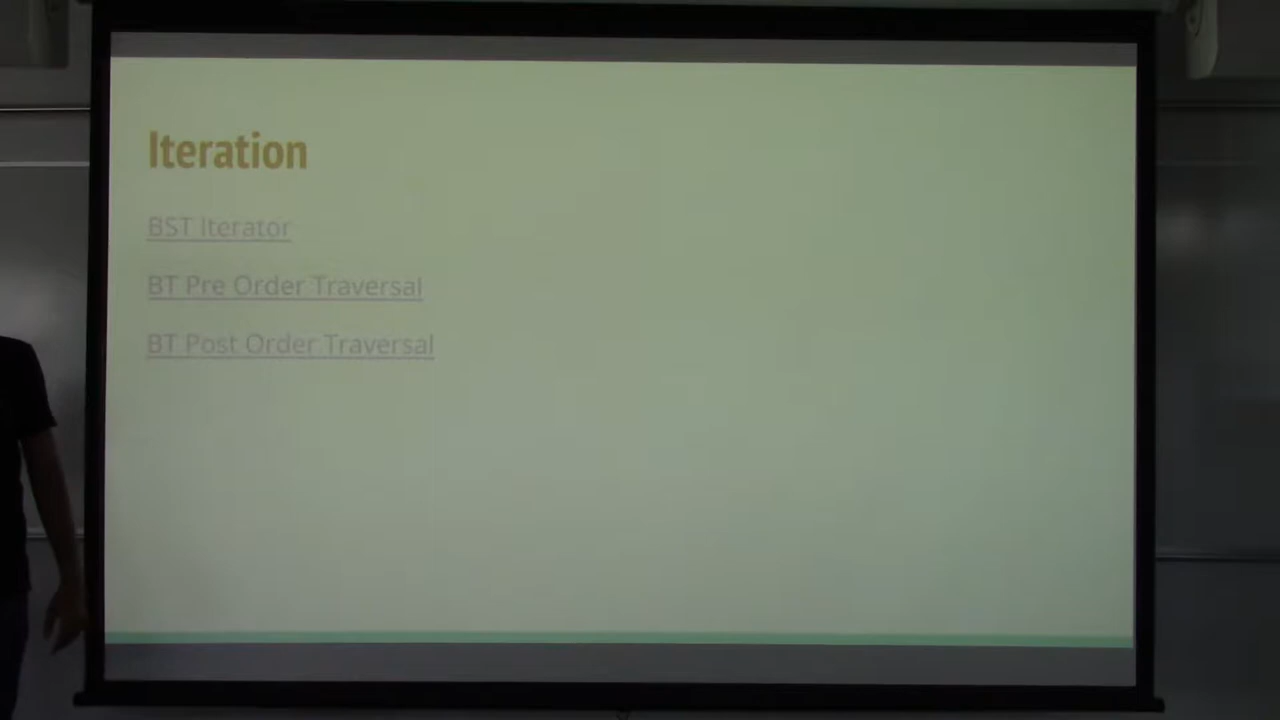 Iteration
BST Iterator
BT Pre Order Traversal
BT Post Order Traversal